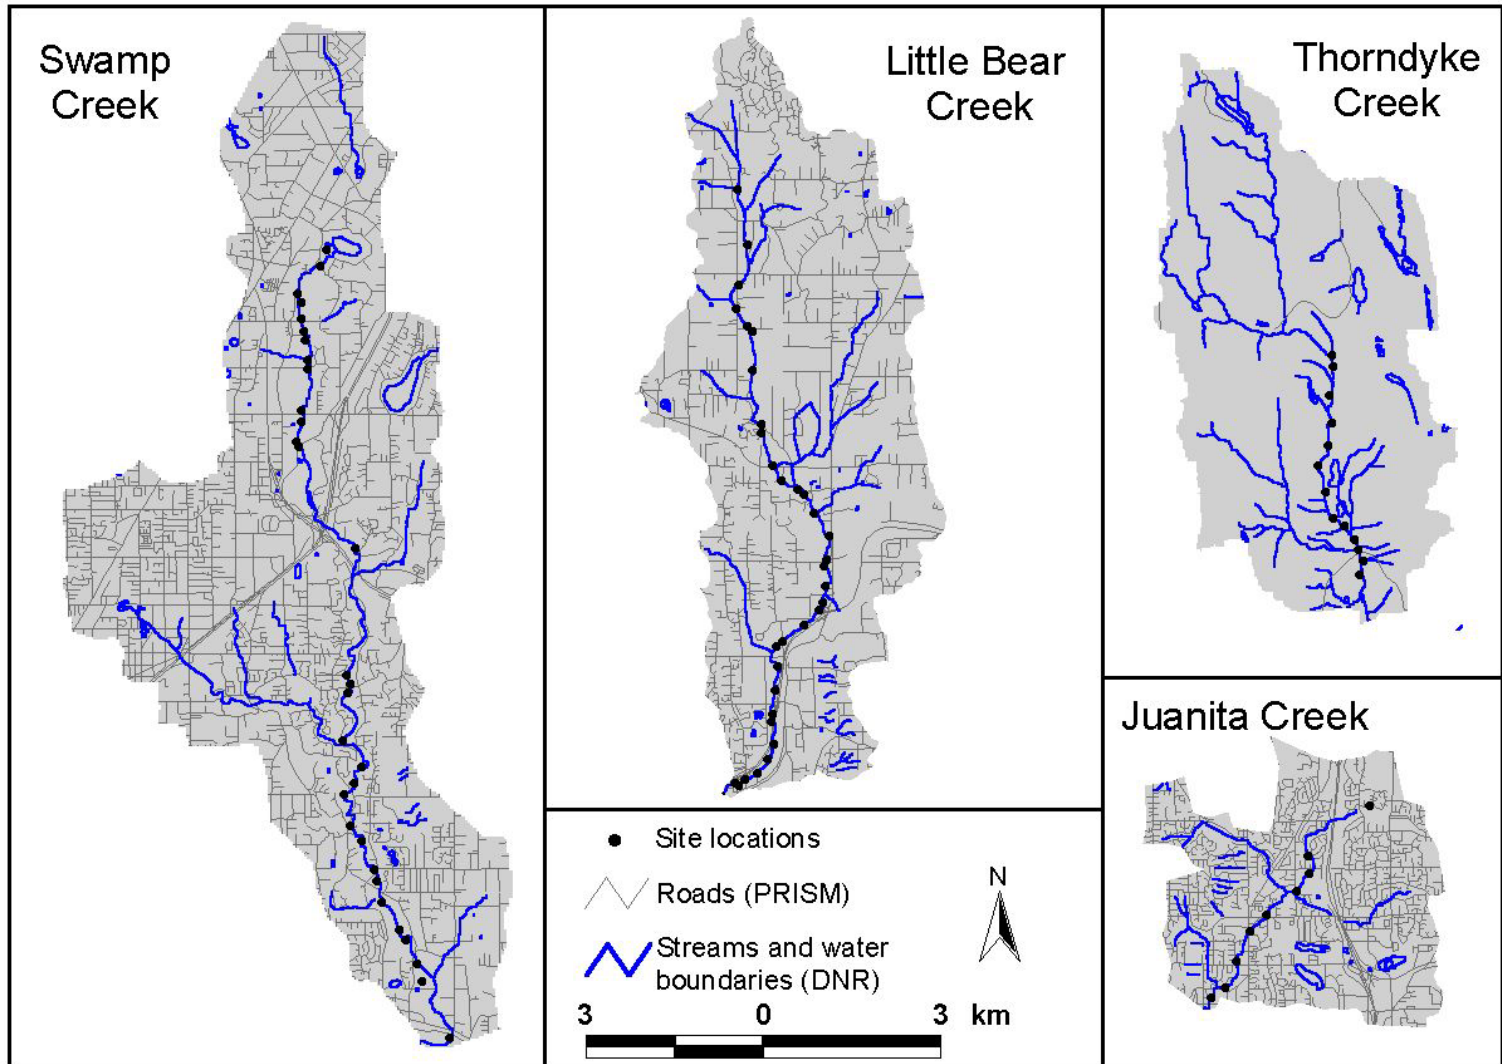 Swamp
Creek
Little Bear
Creek
Thorndyke
Creek
Juanita Creek
Site locations
Roads (PRISM)
Streams and water
boundaries (DNR)
N
3 0 3 km